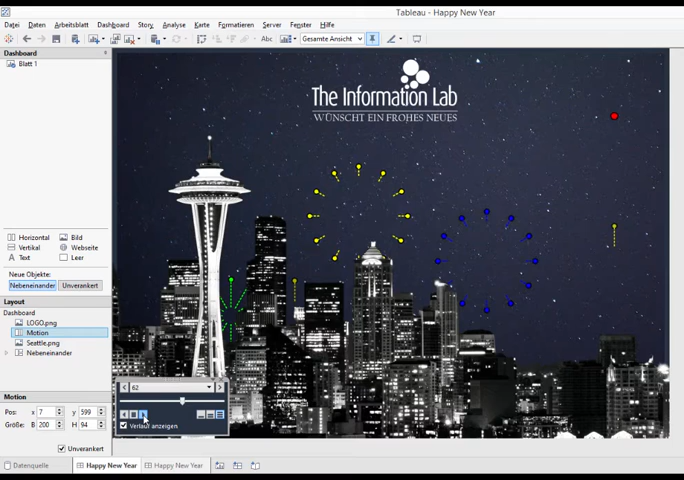 Tableau - Happy New Year
Datei Daten Arbeitsblatt Dashboard Story Analyse Karte Formatieren Server Fenster Hilfe
Abc Gesamte Ansicht
Dashboard
Blatt 1
The Information Lab
WÜNSCHT EIN FROHES NEUES
Horizontal Bild
Vertikal Webseite
Text Leer
Neue Objekte:
Nebeneinander Unverankert
Layout
Dashboard
LOGO.png
Motion
Seattle.png
Nebeneinander
62
Verlauf anzeigen
Motion
Pos: x 7 y 599
Größe: B 200 H 94
Unverankert
Datenquelle Happy New Year Happy New Year